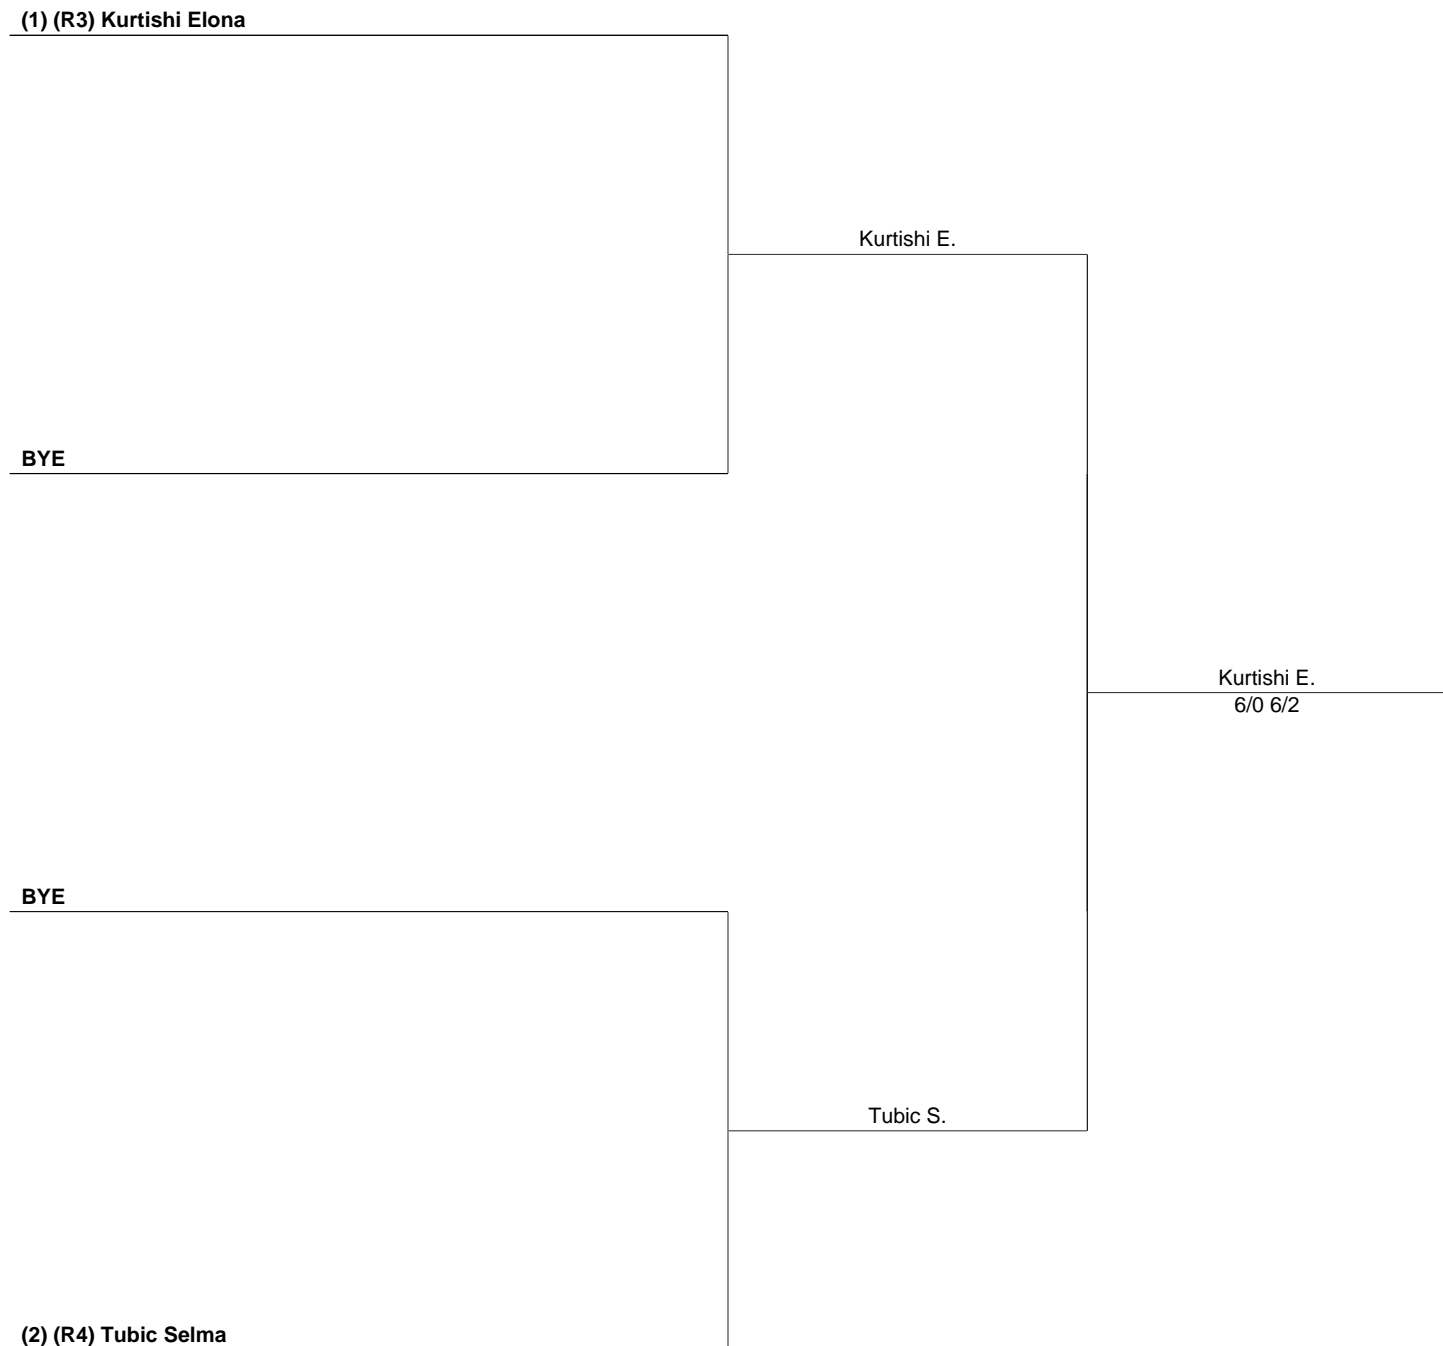 (1) (R3) Kurtishi Elona
Kurtishi E.
BYE
Kurtishi E.
6/0 6/2
BYE
Tubic S.
(2) (R4) Tubic Selma